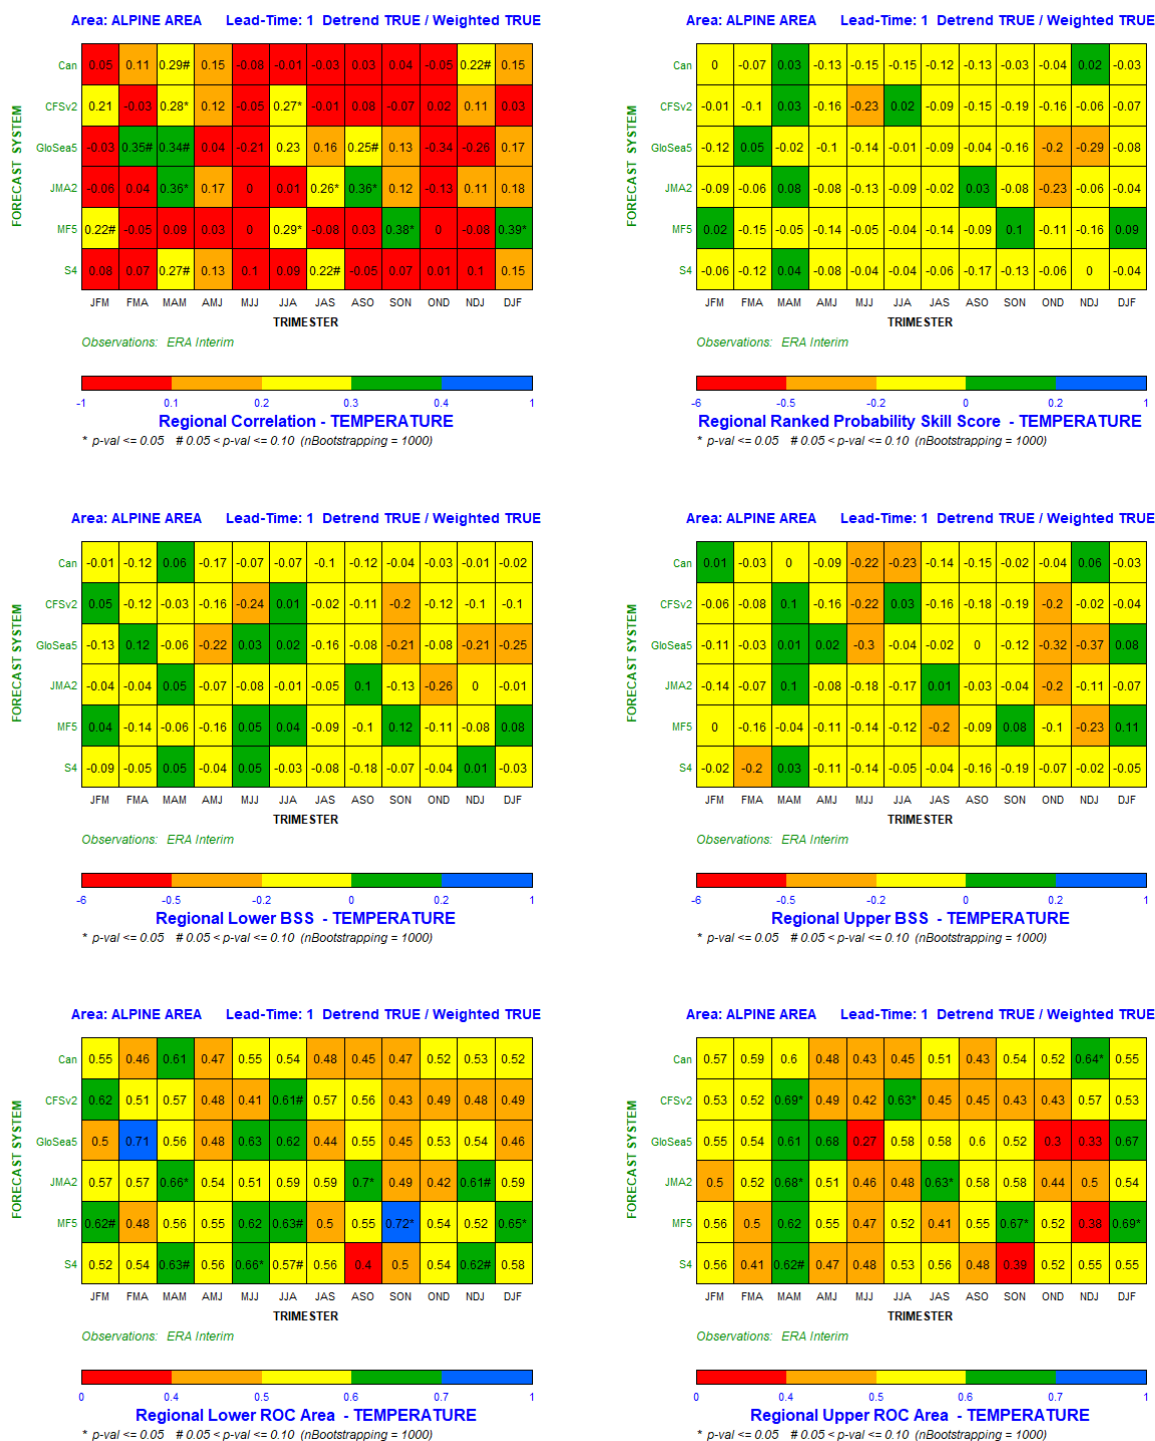 Area: ALPINE AREA Lead-Time: 1 Detrend TRUE / Weighted TRUE
FORECAST SYSTEM
Can 0.05 0.11 0.29# 0.15 -0.08 -0.01 -0.03 0.03 0.04 -0.05 0.22# 0.15
CFSv2 0.21 -0.03 0.28* 0.12 -0.05 0.27* -0.01 0.08 -0.07 0.02 0.11 0.03
GloSea5 -0.03 0.35# 0.34# 0.04 -0.21 0.23 0.16 0.25# 0.13 -0.34 -0.26 0.17
JMA2 -0.06 0.04 0.36* 0.17 0 0.01 0.26* 0.36* 0.12 -0.13 0.11 0.18
MF5 0.22# -0.05 0.09 0.03 0 0.29* -0.08 0.03 0.38* 0 -0.08 0.39*
S4 0.08 0.07 0.27# 0.13 0.1 0.09 0.22# -0.05 0.07 0.01 0.1 0.15
JFM FMA MAM AMJ MJJ JJA JAS ASO SON OND NDJ DJF
TRIMESTER
Observations: ERA Interim
-1 0.1 0.2 0.3 0.4 1
Regional Correlation - TEMPERATURE
* p-val <= 0.05 # 0.05 < p-val <= 0.10 (nBootstrapping = 1000)
Area: ALPINE AREA Lead-Time: 1 Detrend TRUE / Weighted TRUE
FORECAST SYSTEM
Can 0 -0.07 0.03 -0.13 -0.15 -0.15 -0.12 -0.13 -0.03 -0.04 0.02 -0.03
CFSv2 -0.01 -0.1 0.03 -0.16 -0.23 0.02 -0.09 -0.15 -0.19 -0.16 -0.06 -0.07
GloSea5 -0.12 0.05 -0.02 -0.1 -0.14 -0.01 -0.09 -0.04 -0.16 -0.2 -0.29 -0.08
JMA2 -0.09 -0.06 0.08 -0.08 -0.13 -0.09 -0.02 0.03 -0.08 -0.23 -0.06 -0.04
MF5 0.02 -0.15 -0.05 -0.14 -0.05 -0.04 -0.15 -0.09 0.1 -0.11 -0.16 0.09
S4 -0.06 -0.12 0.04 -0.08 -0.04 -0.04 -0.06 -0.17 -0.13 -0.06 0 -0.04
JFM FMA MAM AMJ MJJ JJA JAS ASO SON OND NDJ DJF
TRIMESTER
Observations: ERA Interim
-6 -0.5 -0.2 0 0.2 1
Regional Ranked Probability Skill Score - TEMPERATURE
* p-val <= 0.05 # 0.05 < p-val <= 0.10 (nBootstrapping = 1000)
Area: ALPINE AREA Lead-Time: 1 Detrend TRUE / Weighted TRUE
FORECAST SYSTEM
Can -0.01 -0.12 0.06 -0.17 -0.07 -0.07 -0.1 -0.12 -0.04 -0.03 -0.01 -0.02
CFSv2 0.05 -0.12 -0.03 -0.16 -0.24 0.01 -0.02 -0.11 -0.2 -0.12 -0.1 -0.1
GloSea5 -0.13 0.12 -0.06 -0.22 0.03 0.02 -0.16 -0.08 -0.21 -0.08 -0.21 -0.25
JMA2 -0.04 -0.04 0.05 -0.07 -0.08 -0.01 -0.05 0.1 -0.13 -0.26 0 -0.01
MF5 0.04 -0.14 -0.06 -0.16 0.05 0.04 -0.09 -0.1 0.12 -0.11 -0.08 0.08
S4 -0.09 -0.05 0.05 -0.04 0.05 -0.03 -0.08 -0.18 -0.07 -0.04 0.01 -0.03
JFM FMA MAM AMJ MJJ JJA JAS ASO SON OND NDJ DJF
TRIMESTER
Observations: ERA Interim
-6 -0.5 -0.2 0 0.2 1
Regional Lower BSS - TEMPERATURE
* p-val <= 0.05 # 0.05 < p-val <= 0.10 (nBootstrapping = 1000)
Area: ALPINE AREA Lead-Time: 1 Detrend TRUE / Weighted TRUE
FORECAST SYSTEM
Can 0.01 -0.03 0 -0.09 -0.22 -0.23 -0.14 -0.15 -0.02 -0.04 0.06 -0.03
CFSv2 -0.06 -0.08 0.1 -0.16 -0.22 0.03 -0.16 -0.18 -0.19 -0.2 -0.02 -0.04
GloSea5 -0.11 -0.03 0.01 0.02 -0.3 -0.04 -0.02 0 -0.12 -0.32 -0.37 0.08
JMA2 -0.14 -0.07 0.1 -0.08 -0.18 -0.17 0.01 -0.03 -0.04 -0.2 -0.11 -0.07
MF5 0 -0.16 -0.04 -0.11 -0.14 -0.12 -0.2 -0.09 0.08 -0.1 -0.23 0.11
S4 -0.02 -0.2 0.03 -0.11 -0.14 -0.05 -0.04 -0.16 -0.19 -0.07 -0.02 -0.05
JFM FMA MAM AMJ MJJ JJA JAS ASO SON OND NDJ DJF
TRIMESTER
Observations: ERA Interim
-6 -0.5 -0.2 0 0.2 1
Regional Upper BSS - TEMPERATURE
* p-val <= 0.05 # 0.05 < p-val <= 0.10 (nBootstrapping = 1000)
Area: ALPINE AREA Lead-Time: 1 Detrend TRUE / Weighted TRUE
FORECAST SYSTEM
Can 0.55 0.46 0.61 0.47 0.55 0.54 0.48 0.45 0.47 0.52 0.53 0.52
CFSv2 0.62 0.51 0.57 0.48 0.41 0.61# 0.57 0.56 0.43 0.49 0.48 0.49
GloSea5 0.5 0.71 0.56 0.48 0.63 0.62 0.44 0.55 0.45 0.53 0.54 0.46
JMA2 0.57 0.57 0.66* 0.54 0.51 0.59 0.59 0.7* 0.49 0.42 0.61# 0.59
MF5 0.62# 0.48 0.56 0.55 0.62 0.63# 0.5 0.55 0.72* 0.54 0.52 0.65*
S4 0.52 0.54 0.63# 0.56 0.66* 0.57# 0.56 0.4 0.5 0.54 0.62# 0.58
JFM FMA MAM AMJ MJJ JJA JAS ASO SON OND NDJ DJF
TRIMESTER
Observations: ERA Interim
0 0.4 0.5 0.6 0.7 1
Regional Lower ROC Area - TEMPERATURE
* p-val <= 0.05 # 0.05 < p-val <= 0.10 (nBootstrapping = 1000)
Area: ALPINE AREA Lead-Time: 1 Detrend TRUE / Weighted TRUE
FORECAST SYSTEM
Can 0.57 0.59 0.6 0.48 0.43 0.45 0.51 0.43 0.54 0.52 0.64* 0.55
CFSv2 0.53 0.52 0.69* 0.49 0.42 0.63* 0.45 0.45 0.43 0.43 0.57 0.53
GloSea5 0.55 0.54 0.61 0.68 0.27 0.58 0.58 0.6 0.52 0.3 0.33 0.67
JMA2 0.5 0.52 0.68* 0.51 0.46 0.48 0.63* 0.58 0.58 0.44 0.5 0.54
MF5 0.56 0.5 0.62 0.55 0.47 0.52 0.41 0.55 0.67* 0.52 0.38 0.69*
S4 0.56 0.41 0.62# 0.47 0.48 0.53 0.56 0.48 0.39 0.52 0.55 0.55
JFM FMA MAM AMJ MJJ JJA JAS ASO SON OND NDJ DJF
TRIMESTER
Observations: ERA Interim
0 0.4 0.5 0.6 0.7 1
Regional Upper ROC Area - TEMPERATURE
* p-val <= 0.05 # 0.05 < p-val <= 0.10 (nBootstrapping = 1000)